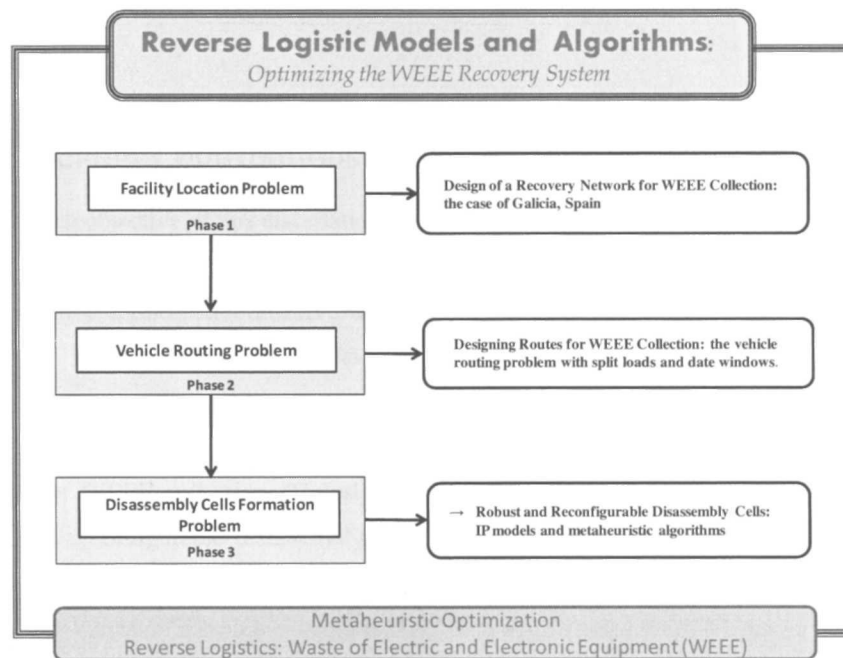 Reverse Logistic Models and Algorithms:
Optimizing the WEEE Recovery System
Facility Location Problem
Phase 1
Design of a Recovery Network for WEEE Collection:
the case of Galicia, Spain
Vehicle Routing Problem
Phase 2
Designing Routes for WEEE Collection: the vehicle
routing problem with split loads and date windows.
Disassembly Cells Formation
Problem
Phase 3
→ Robust and Reconfigurable Disassembly Cells:
IP models and metaheuristic algorithms
Metaheuristic Optimization
Reverse Logistics: Waste of Electric and Electronic Equipment (WEEE)